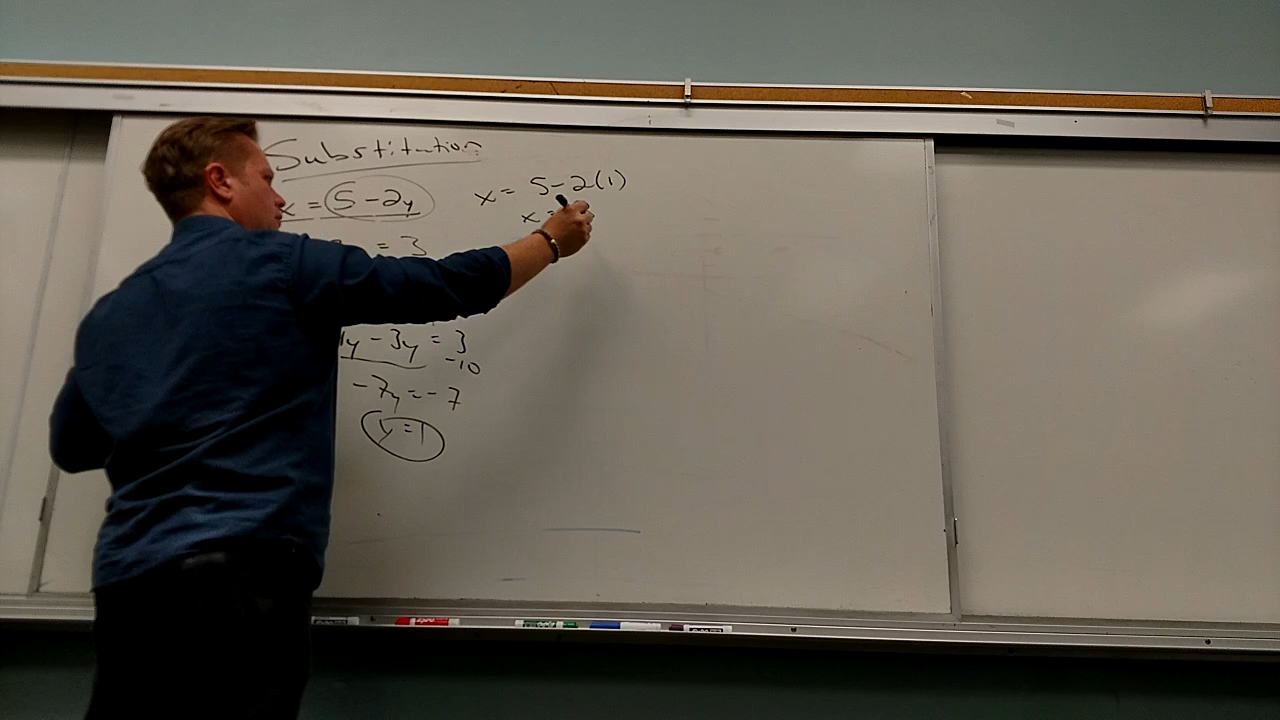 Substitution
x = 5 - 2y
= 3
y - 3y = 3
-10
-7y = -7
y = 1
x = 5 - 2(1)
x =